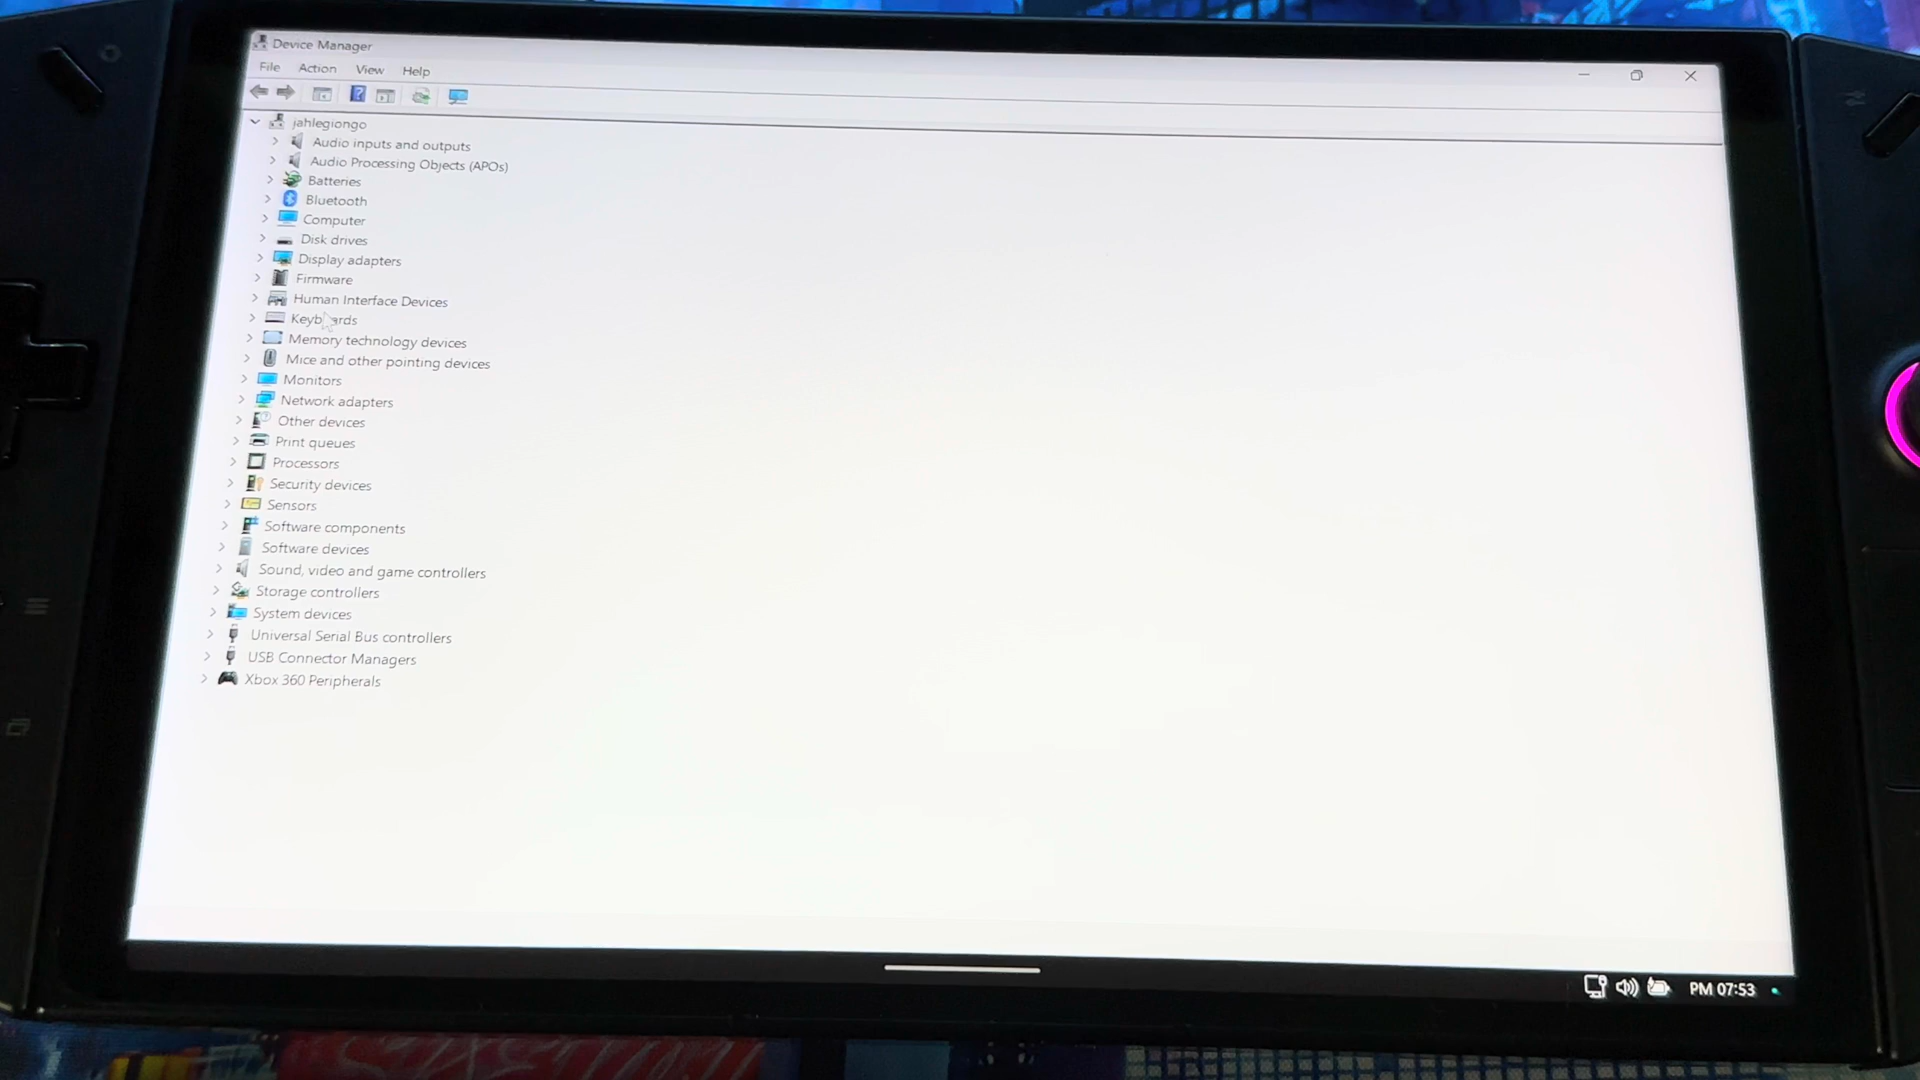 Device Manager
File Action View Help
jahlegiongo
Audio inputs and outputs
Audio Processing Objects (APOs)
Batteries
Bluetooth
Computer
Disk drives
Display adapters
Firmware
Human Interface Devices
Keyboards
Memory technology devices
Mice and other pointing devices
Monitors
Network adapters
Other devices
Print queues
Processors
Security devices
Sensors
Software components
Software devices
Sound, video and game controllers
Storage controllers
System devices
Universal Serial Bus controllers
USB Connector Managers
Xbox 360 Peripherals
PM 07:53